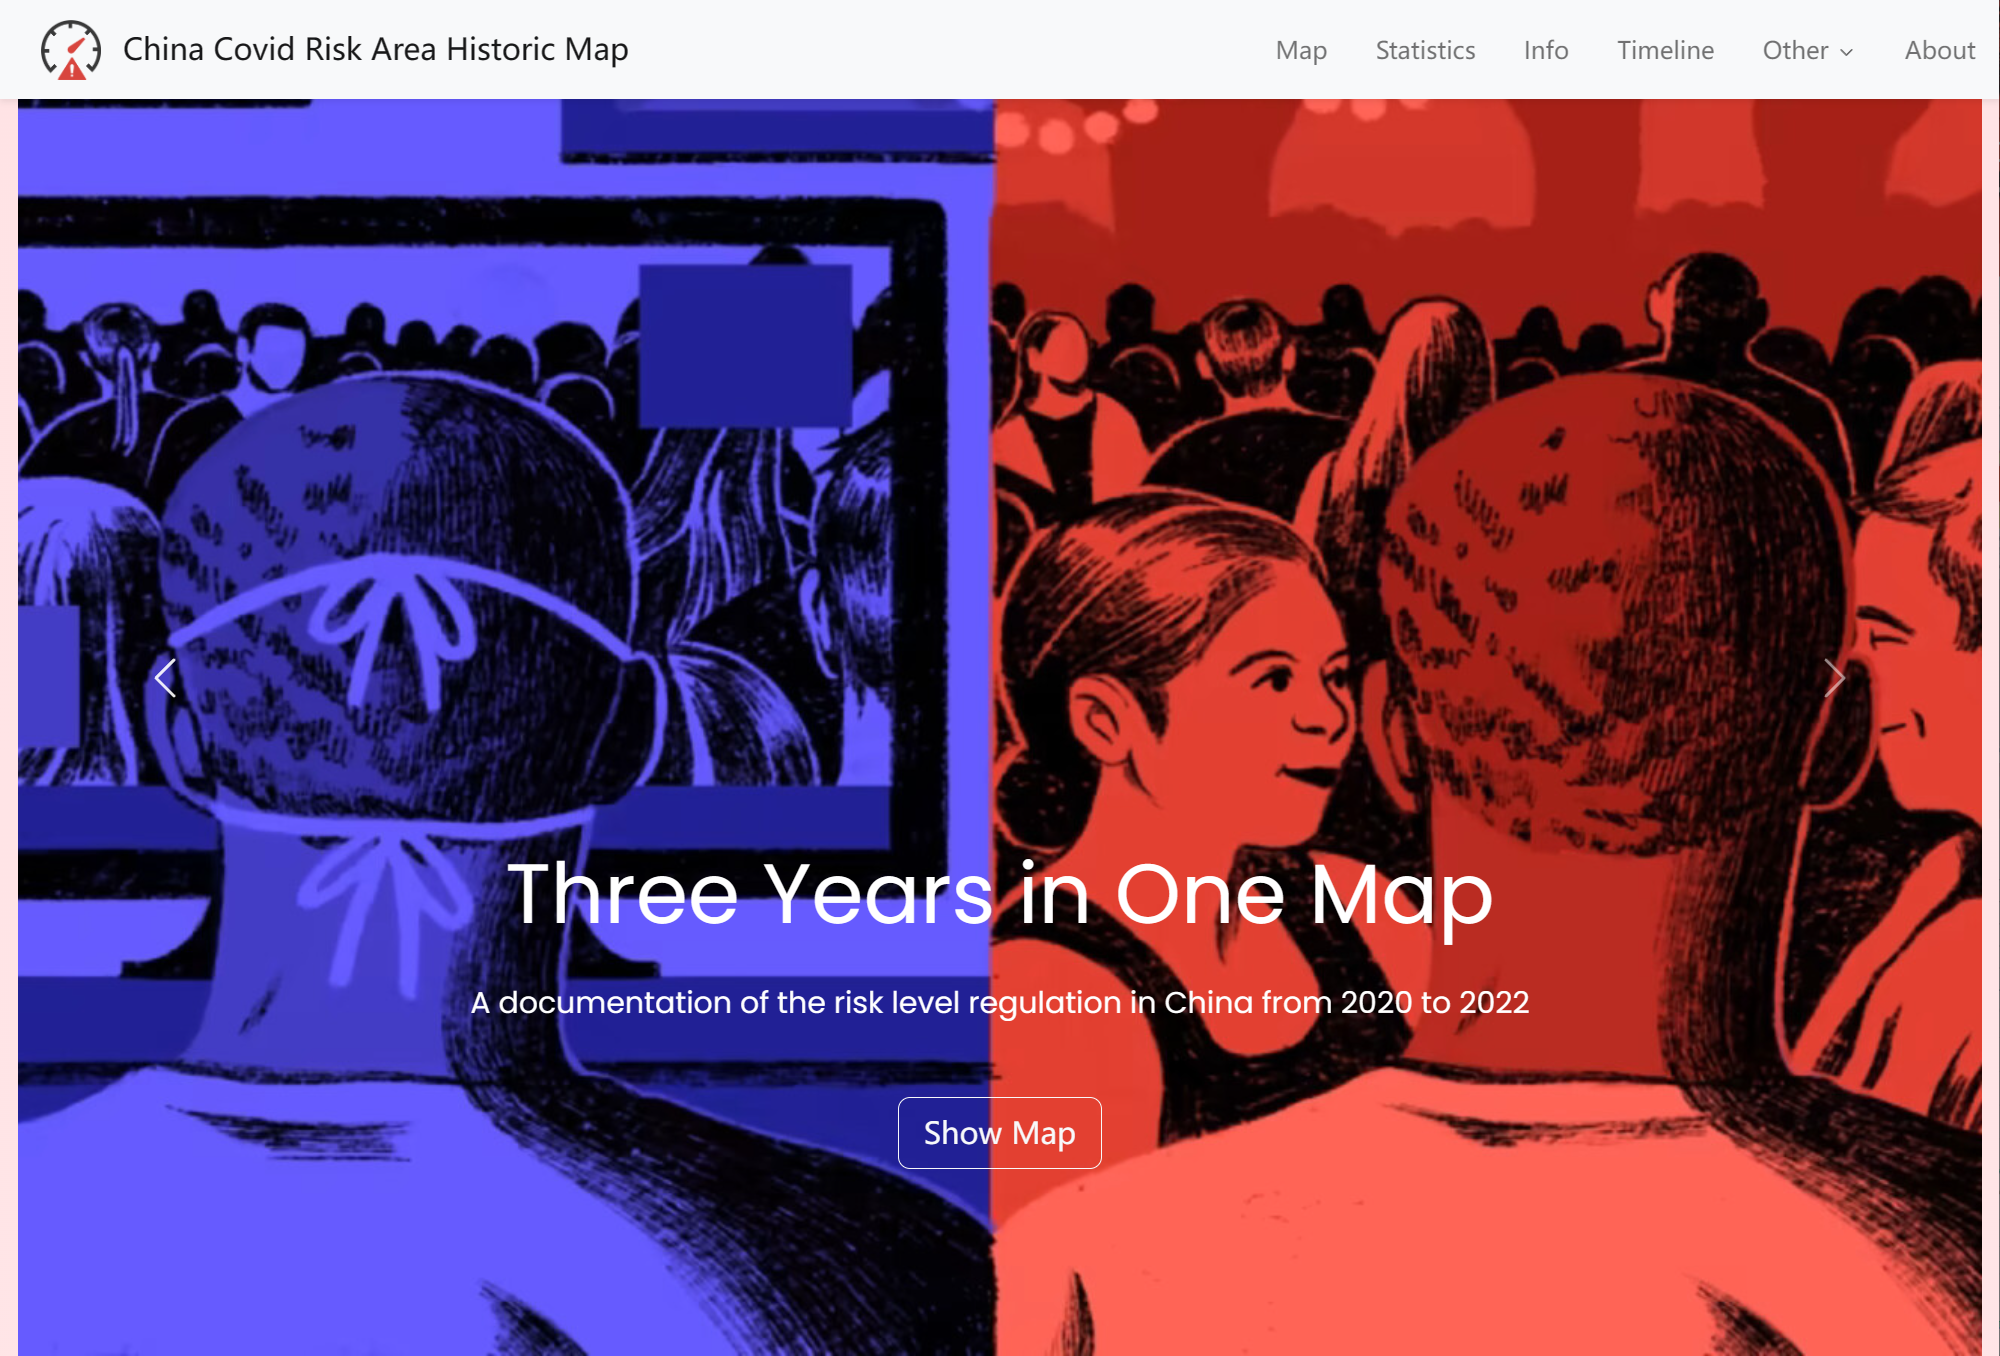 China Covid Risk Area Historic Map
Map Statistics Info Timeline Other About
Three Years in One Map
A documentation of the risk level regulation in China from 2020 to 2022
Show Map